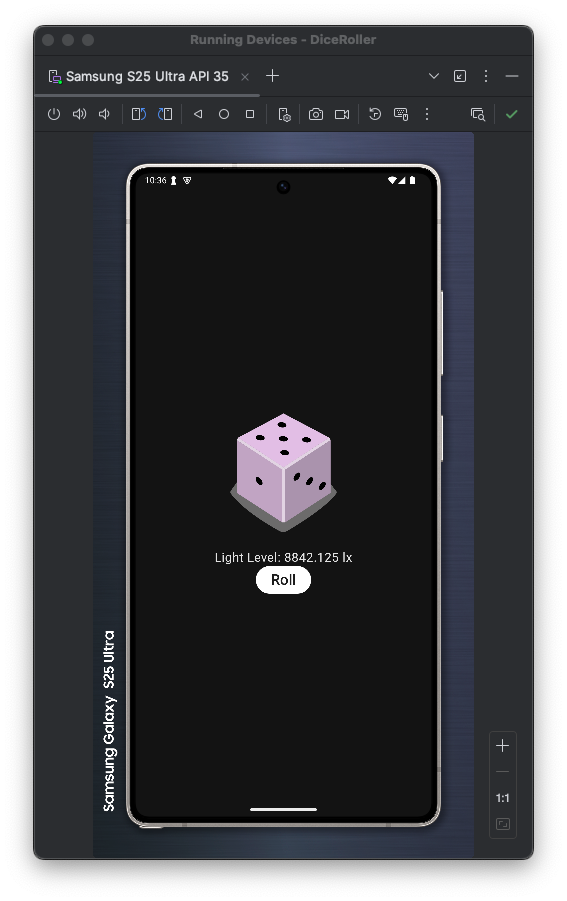 Running Devices - DiceRoller
Samsung S25 Ultra API 35
10:36
Light Level: 8842.125 lx
Roll
Samsung Galaxy S25 Ultra
1:1